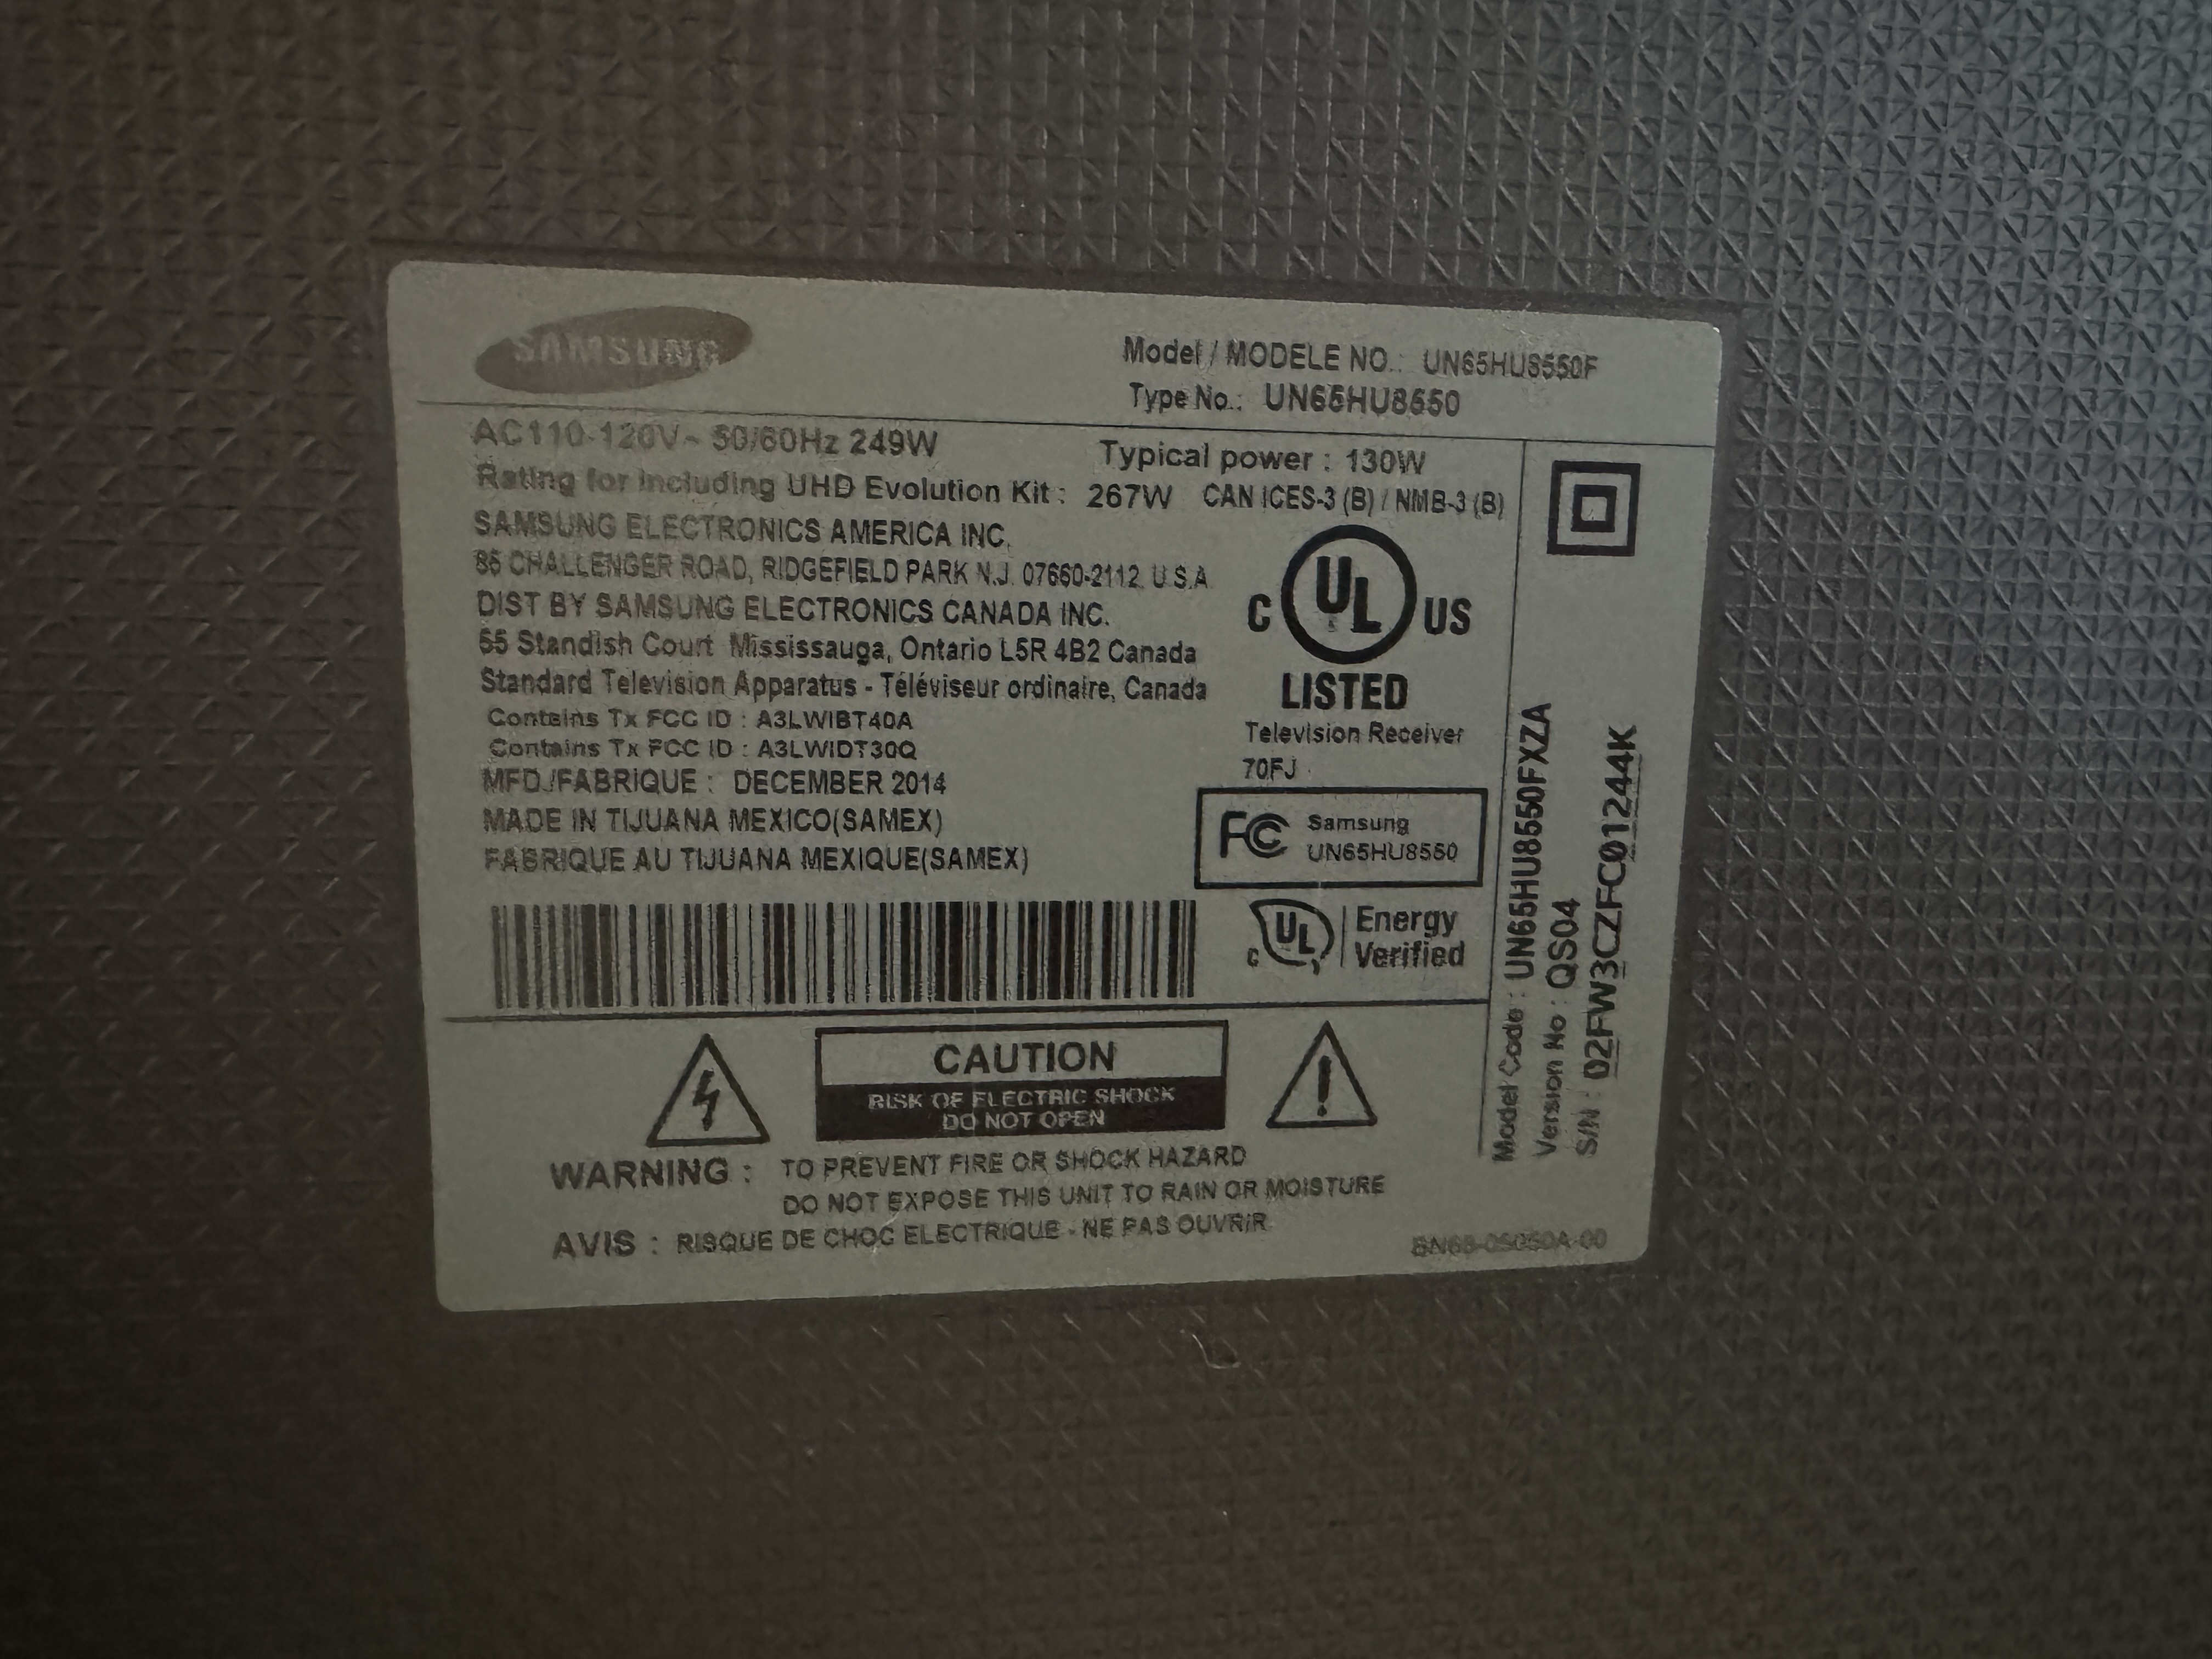 SAMSUNG
Model / MODELE NO.: UN65HU8550F
Type No.: UN65HU8550
AC110-120V~ 50/60Hz 249W
Typical power : 130W
Rating for including UHD Evolution Kit : 267W CAN ICES-3 (B) / NMB-3 (B)
SAMSUNG ELECTRONICS AMERICA INC.
85 CHALLENGER ROAD, RIDGEFIELD PARK N.J. 07660-2112 U.S.A
DIST BY SAMSUNG ELECTRONICS CANADA INC.
55 Standish Court Mississauga, Ontario L5R 4B2 Canada
Standard Television Apparatus - Téléviseur ordinaire, Canada
Contains Tx FCC ID : A3LWIBT40A
Contains Tx FCC ID : A3LWIDT30Q
MFD./FABRIQUE : DECEMBER 2014
MADE IN TIJUANA MEXICO(SAMEX)
FABRIQUE AU TIJUANA MEXIQUE(SAMEX)
C UL US
LISTED
Television Receiver
70FJ
FC Samsung
UN65HU8550
C UL Energy
Verified
Model Code : UN65HU8550FXZA
Version No : QS04
S/N : 02FW3CZFC01244K
CAUTION
RISK OF ELECTRIC SHOCK
DO NOT OPEN
WARNING : TO PREVENT FIRE OR SHOCK HAZARD
DO NOT EXPOSE THIS UNIT TO RAIN OR MOISTURE
AVIS : RISQUE DE CHOC ELECTRIQUE - NE PAS OUVRIR